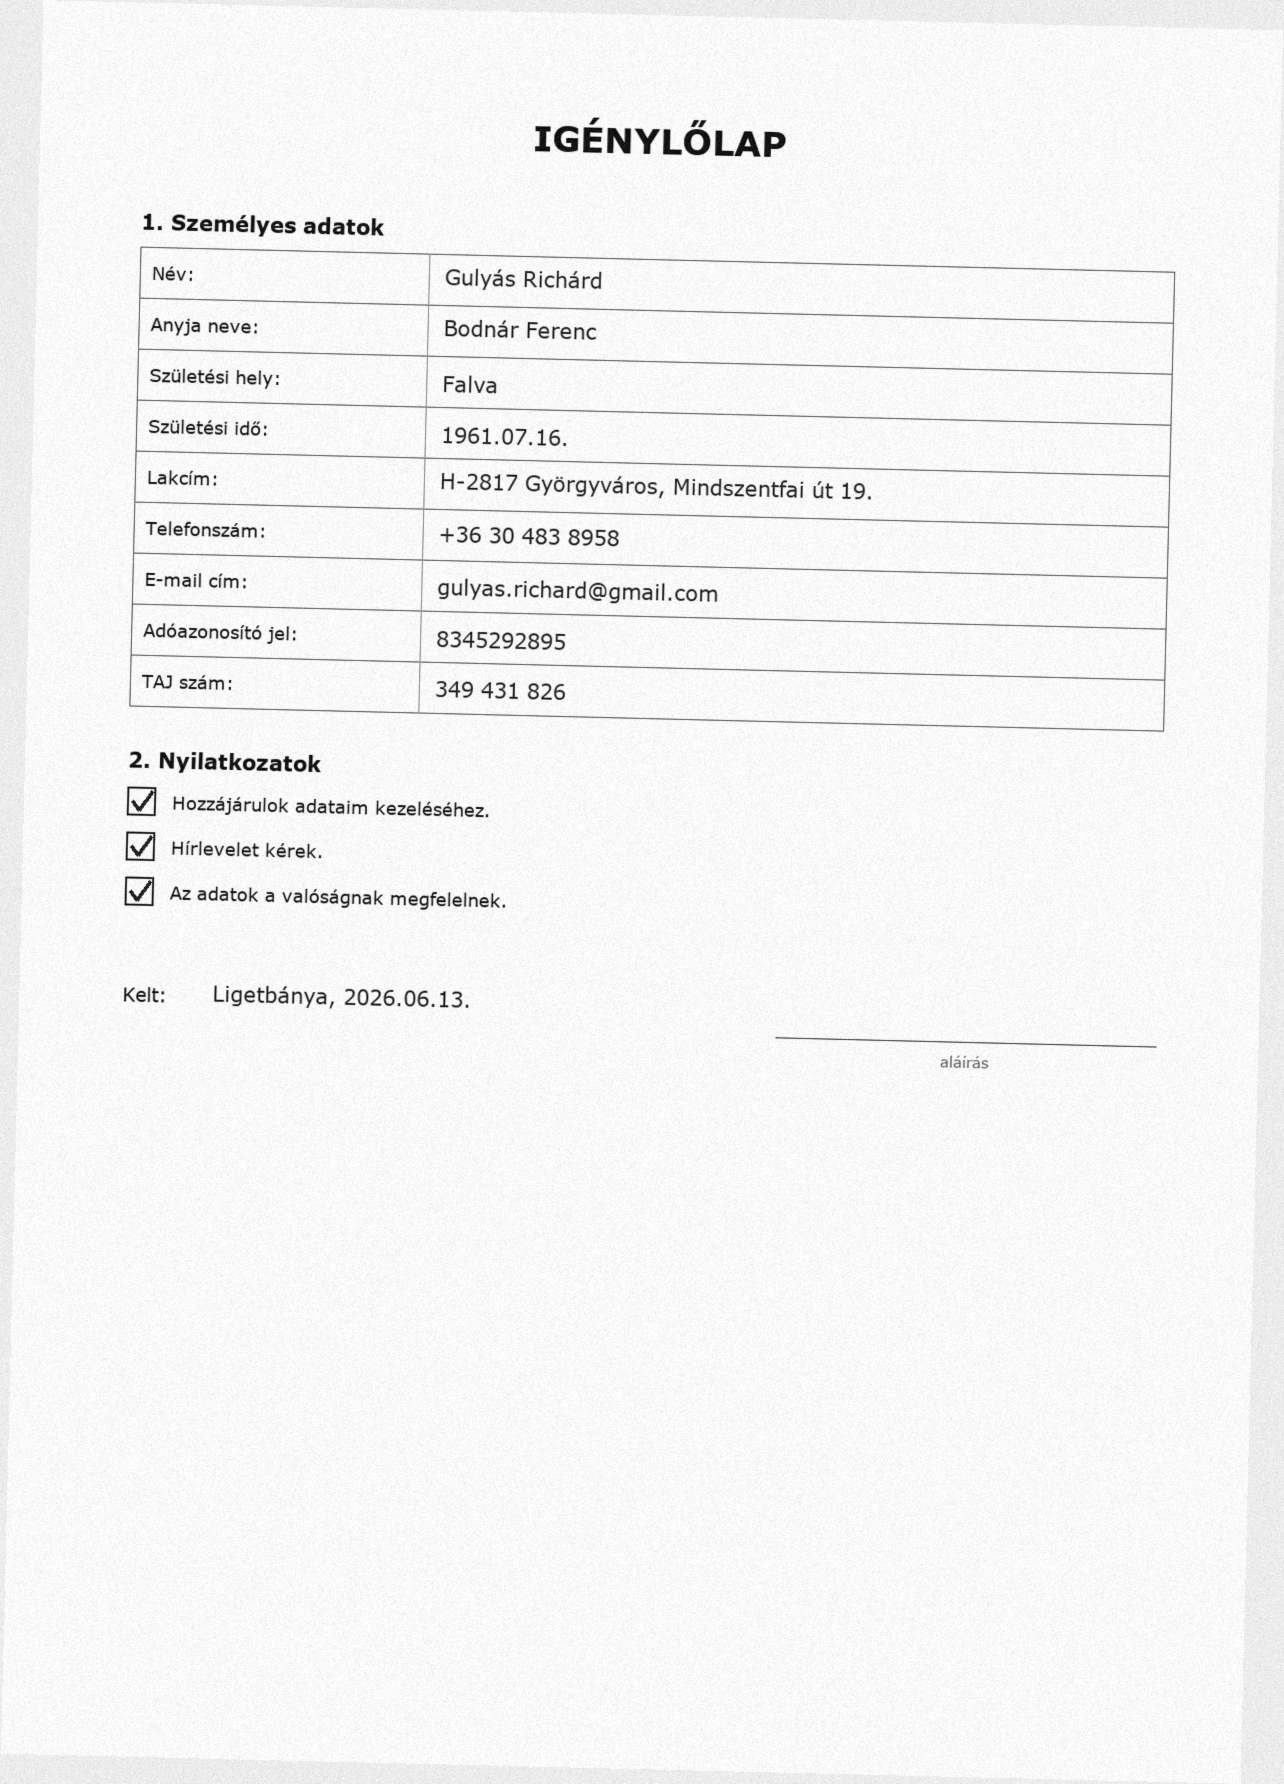 IGÉNYLŐLAP
1. Személyes adatok
Név: Gulyás Richárd
Anyja neve: Bodnár Ferenc
Születési hely: Falva
Születési idő: 1961.07.16.
Lakcím: H-2817 Györgyváros, Mindszentfai út 19.
Telefonszám: +36 30 483 8958
E-mail cím: gulyas.richard@gmail.com
Adóazonosító jel: 8345292895
TAJ szám: 349 431 826
2. Nyilatkozatok
Hozzájárulok adataim kezeléséhez.
Hírlevelet kérek.
Az adatok a valóságnak megfelelnek.
Kelt: Ligetbánya, 2026.06.13.
aláírás